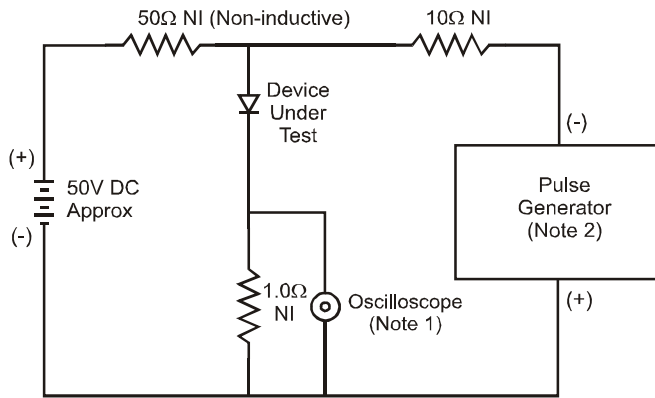 50Ω NI (Non-inductive)
10Ω NI
Device
Under
Test
(-)
(+)
50V DC
Approx
(-)
Pulse
Generator
(Note 2)
1.0Ω
NI
Oscilloscope
(Note 1)
(+)